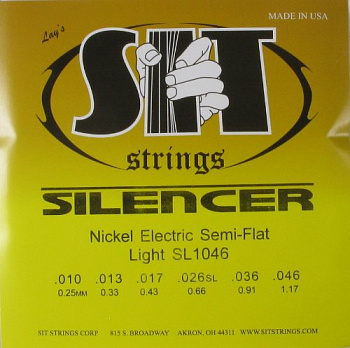 MADE IN USA
Lay's
SIT
strings
SILENCER
Nickel Electric Semi-Flat
Light SL1046
.010 .013 .017 .026SL .036 .046
0.25MM 0.33 0.43 0.66 0.91 1.17
SIT STRINGS CORP 815 S. BROADWAY AKRON, OH 44311 WWW.SITSTRINGS.COM